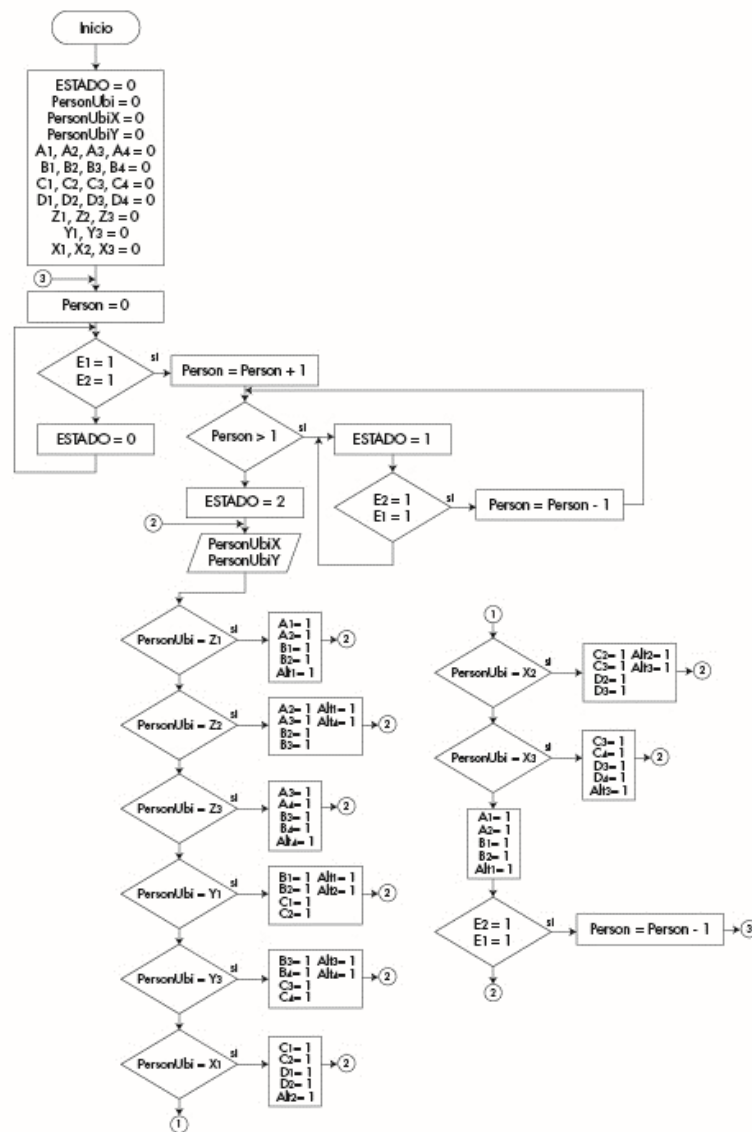 Inicio
ESTADO = 0
PersonUbi = 0
PersonUbiX = 0
PersonUbiY = 0
A1, A2, A3, A4 = 0
B1, B2, B3, B4 = 0
C1, C2, C3, C4 = 0
D1, D2, D3, D4 = 0
Z1, Z2, Z3 = 0
Y1, Y3 = 0
X1, X2, X3 = 0
3
Person = 0
E1 = 1
E2 = 1
si
Person = Person + 1
ESTADO = 0
Person > 1
si
ESTADO = 1
E2 = 1
E1 = 1
si
Person = Person - 1
ESTADO = 2
2
PersonUbiX
PersonUbiY
PersonUbi = Z1
si
A1= 1
A2= 1
B1= 1
B2= 1
Alt1= 1
2
PersonUbi = Z2
si
A2= 1 Alt1= 1
A3= 1 Alt4= 1
B2= 1
B3= 1
2
PersonUbi = Z3
si
A3= 1
A4= 1
B3= 1
B4= 1
Alt4= 1
2
PersonUbi = Y1
si
B1= 1 Alt1= 1
B2= 1 Alt2= 1
C1= 1
C2= 1
2
PersonUbi = Y3
si
B3= 1 Alt3= 1
B4= 1 Alt4= 1
C3= 1
C4= 1
2
PersonUbi = X1
si
C1= 1
C2= 1
D1= 1
D2= 1
Alt2= 1
2
1
1
PersonUbi = X2
si
C2= 1 Alt2= 1
C3= 1 Alt3= 1
D2= 1
D3= 1
2
PersonUbi = X3
si
C3= 1
C4= 1
D3= 1
D4= 1
Alt3= 1
2
A1= 1
A2= 1
B1= 1
B2= 1
Alt1= 1
E2 = 1
E1 = 1
si
Person = Person - 1
3
2